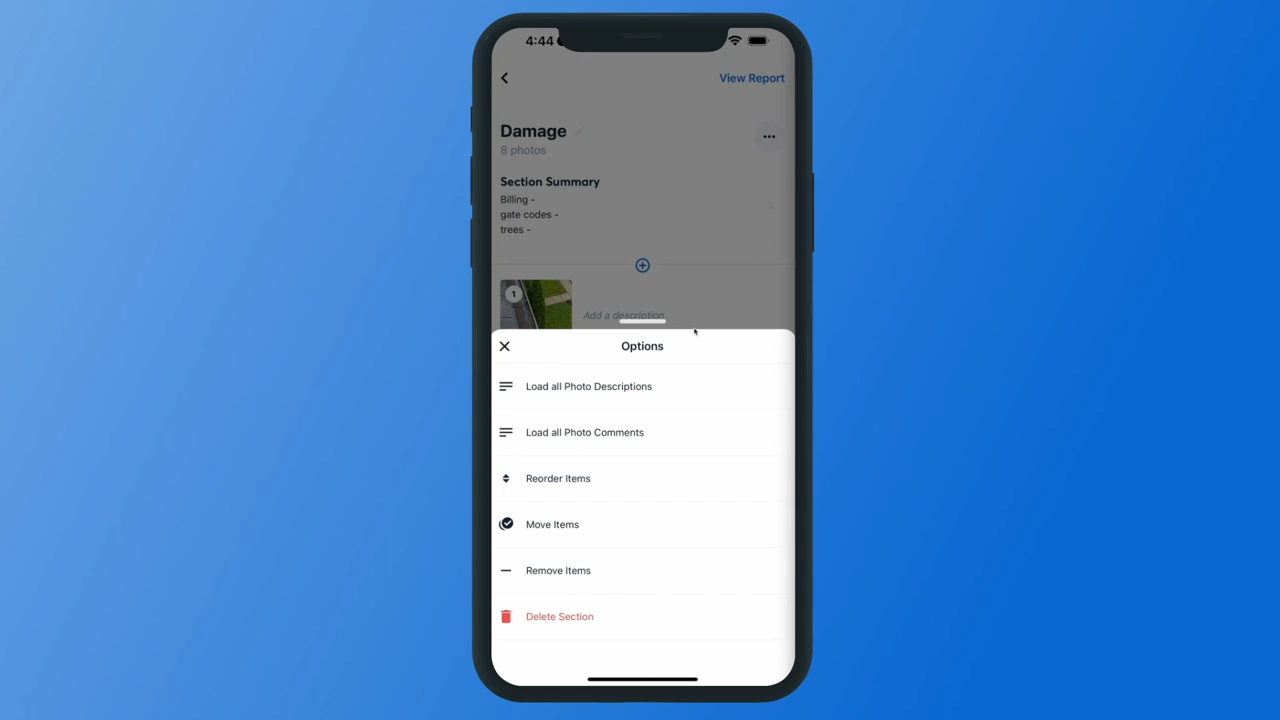 4:44
View Report
Damage
8 photos
Section Summary
Billing -
gate codes -
trees -
1
Add a description
Options
Load all Photo Descriptions
Load all Photo Comments
Reorder Items
Move Items
Remove Items
Delete Section